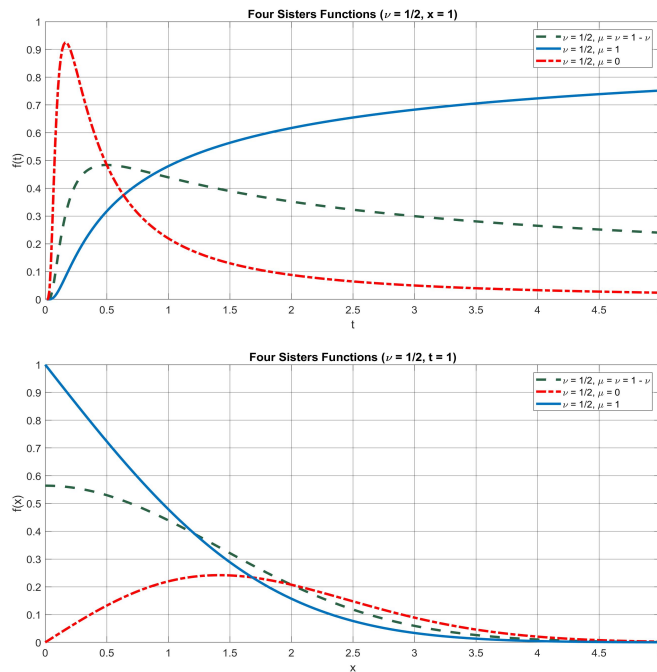 Four Sisters Functions (ν = 1/2, x = 1)
1
0.9
0.8
0.7
0.6
0.5
0.4
0.3
0.2
0.1
0
f(t)
ν = 1/2, μ = ν = 1 - ν
ν = 1/2, μ = 1
ν = 1/2, μ = 0
0 0.5 1 1.5 2 2.5 3 3.5 4 4.5
t
Four Sisters Functions (ν = 1/2, t = 1)
1
0.9
0.8
0.7
0.6
0.5
0.4
0.3
0.2
0.1
0
f(x)
ν = 1/2, μ = ν = 1 - ν
ν = 1/2, μ = 0
ν = 1/2, μ = 1
0 0.5 1 1.5 2 2.5 3 3.5 4 4.5
x